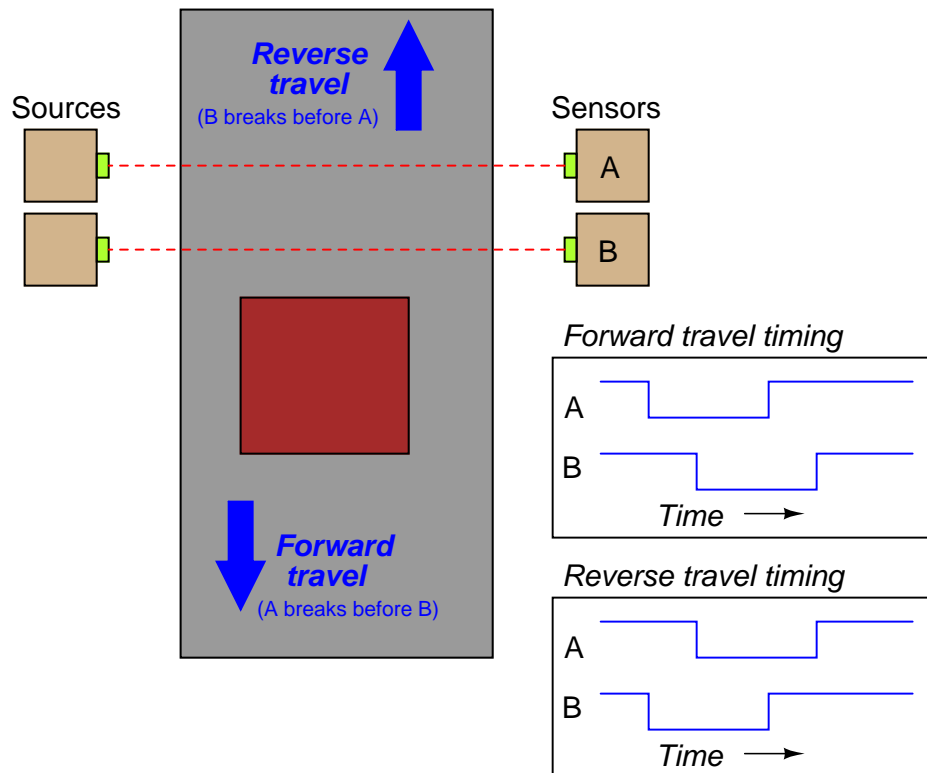 Reverse
travel
(B breaks before A)
Sources
Sensors
A
B
Forward travel timing
A
B
Time
Forward
travel
(A breaks before B)
Reverse travel timing
A
B
Time